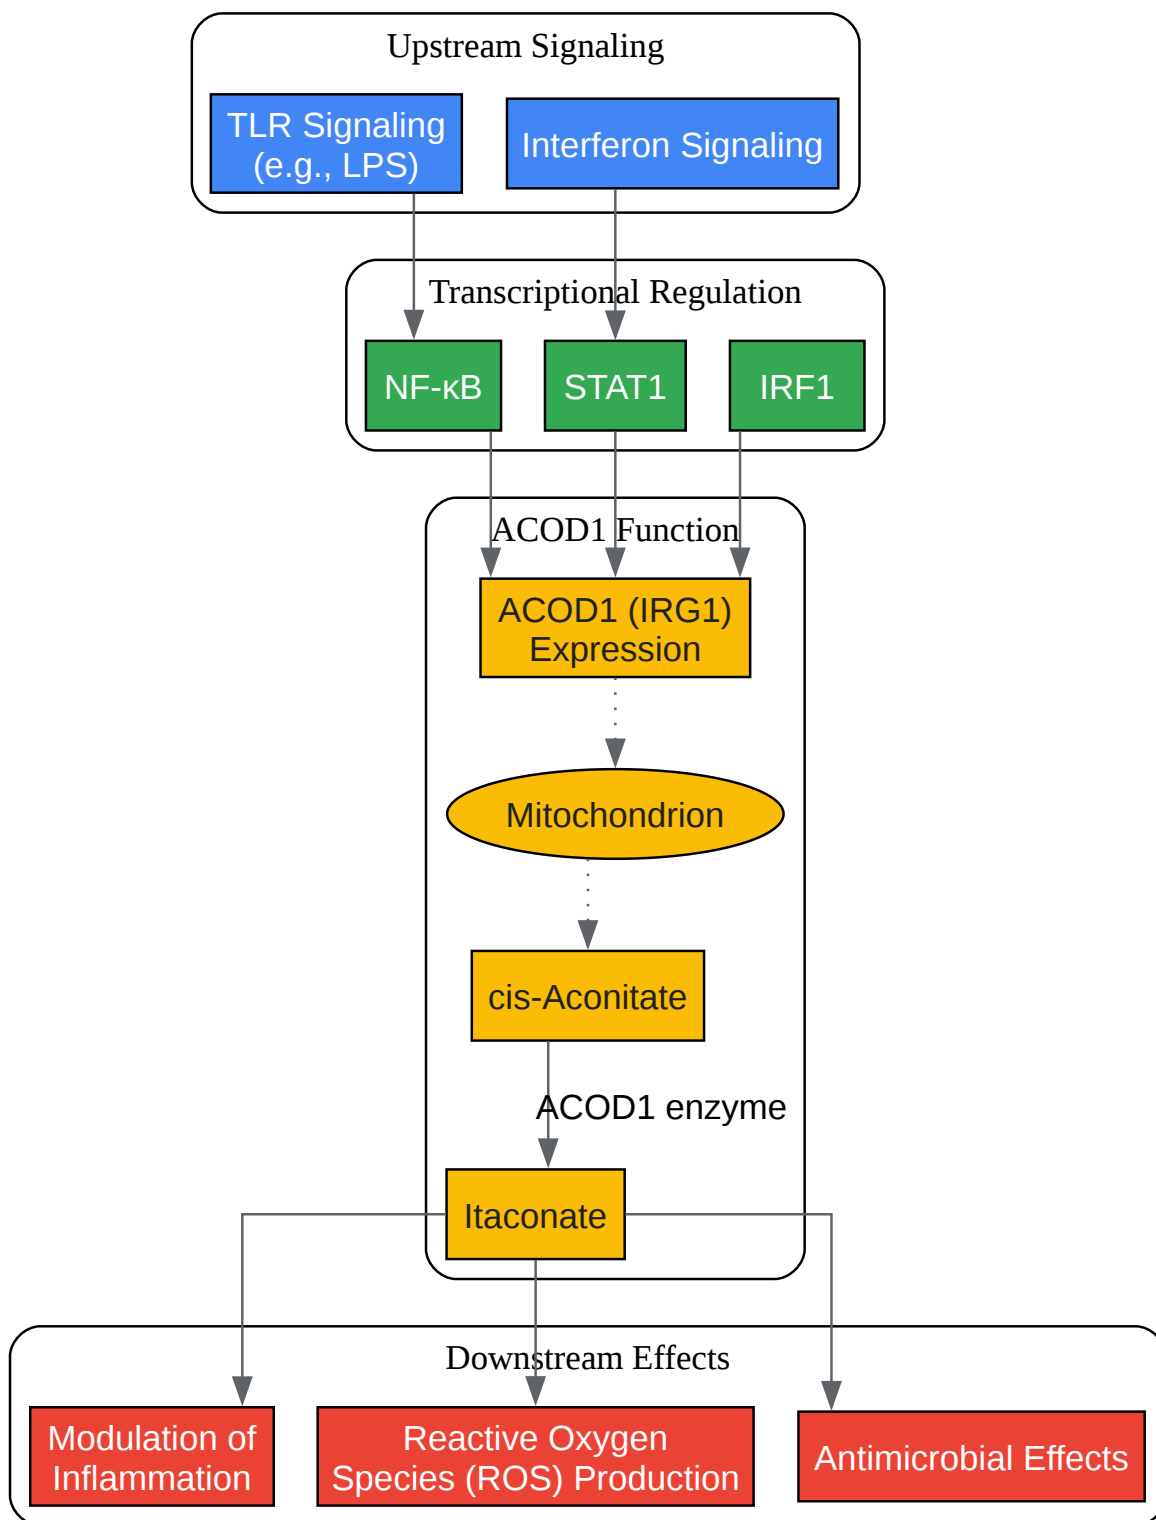 Upstream Signaling
TLR Signaling
(e.g., LPS)
Interferon Signaling
Transcriptional Regulation
NF-κB
STAT1
IRF1
ACOD1 Function
ACOD1 (IRG1)
Expression
Mitochondrion
cis-Aconitate
ACOD1 enzyme
Itaconate
Downstream Effects
Modulation of
Inflammation
Reactive Oxygen
Species (ROS) Production
Antimicrobial Effects